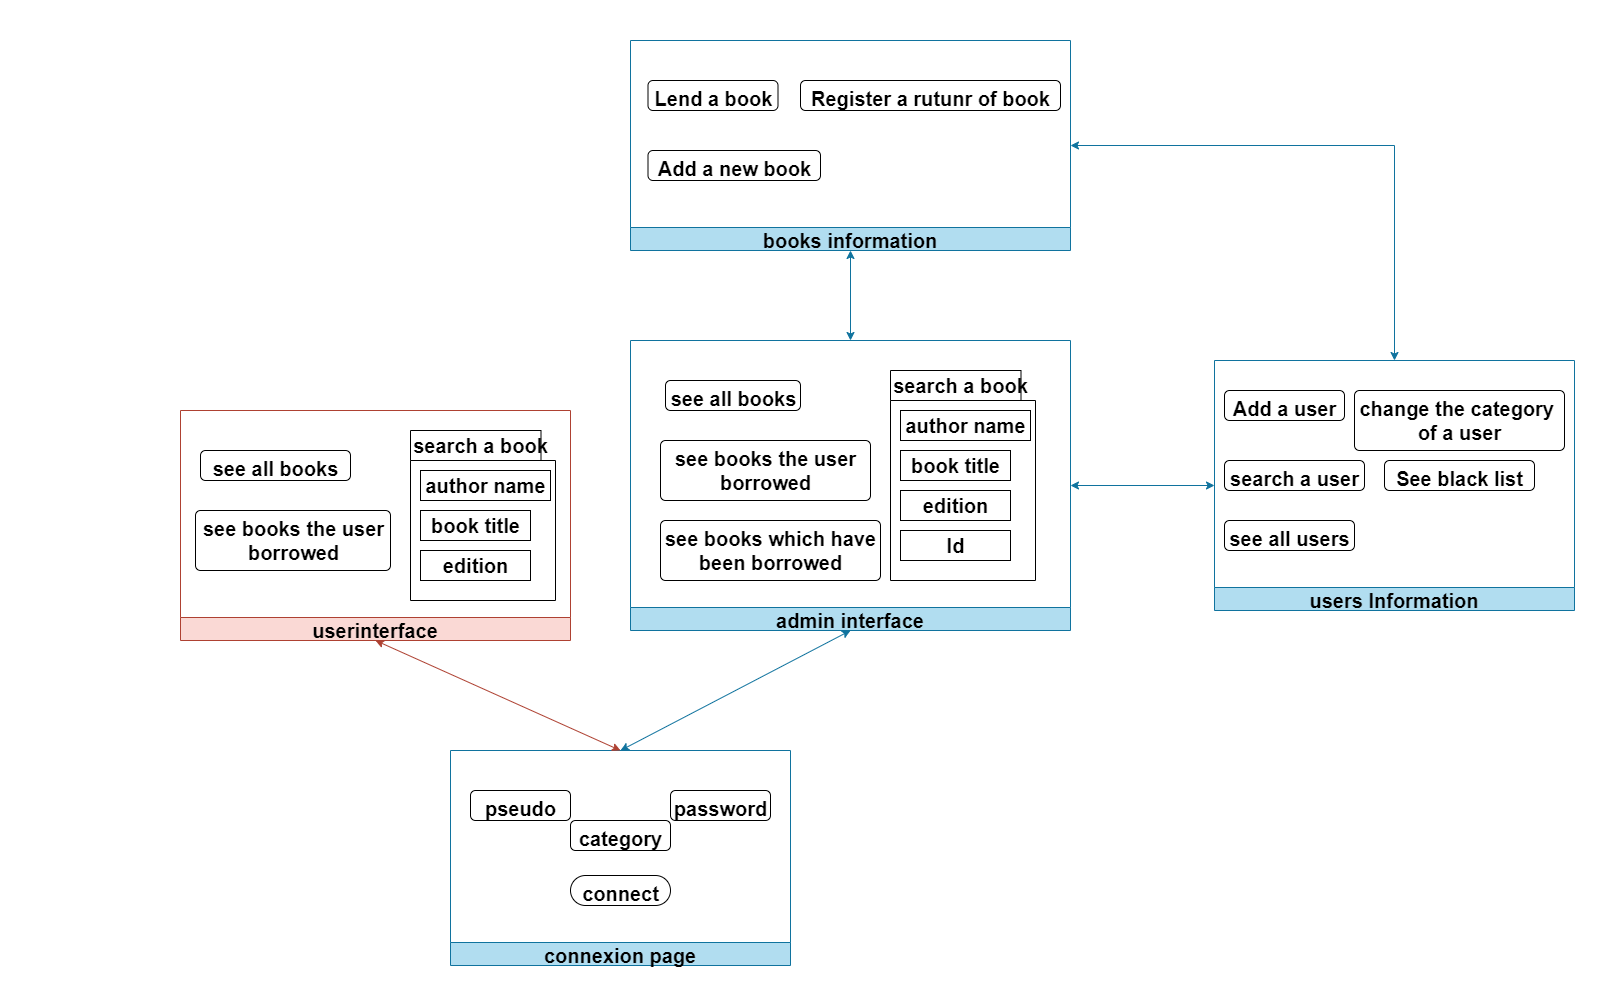 Lend a book
Register a rutunr of book
Add a new book
books information
see all books
search a book
author name
see books the user
borrowed
book title
edition
see books which have
been borrowed
Id
admin interface
Add a user
change the category
of a user
search a user
See black list
see all users
users Information
see all books
search a book
author name
see books the user
borrowed
book title
edition
userinterface
pseudo
password
category
connect
connexion page